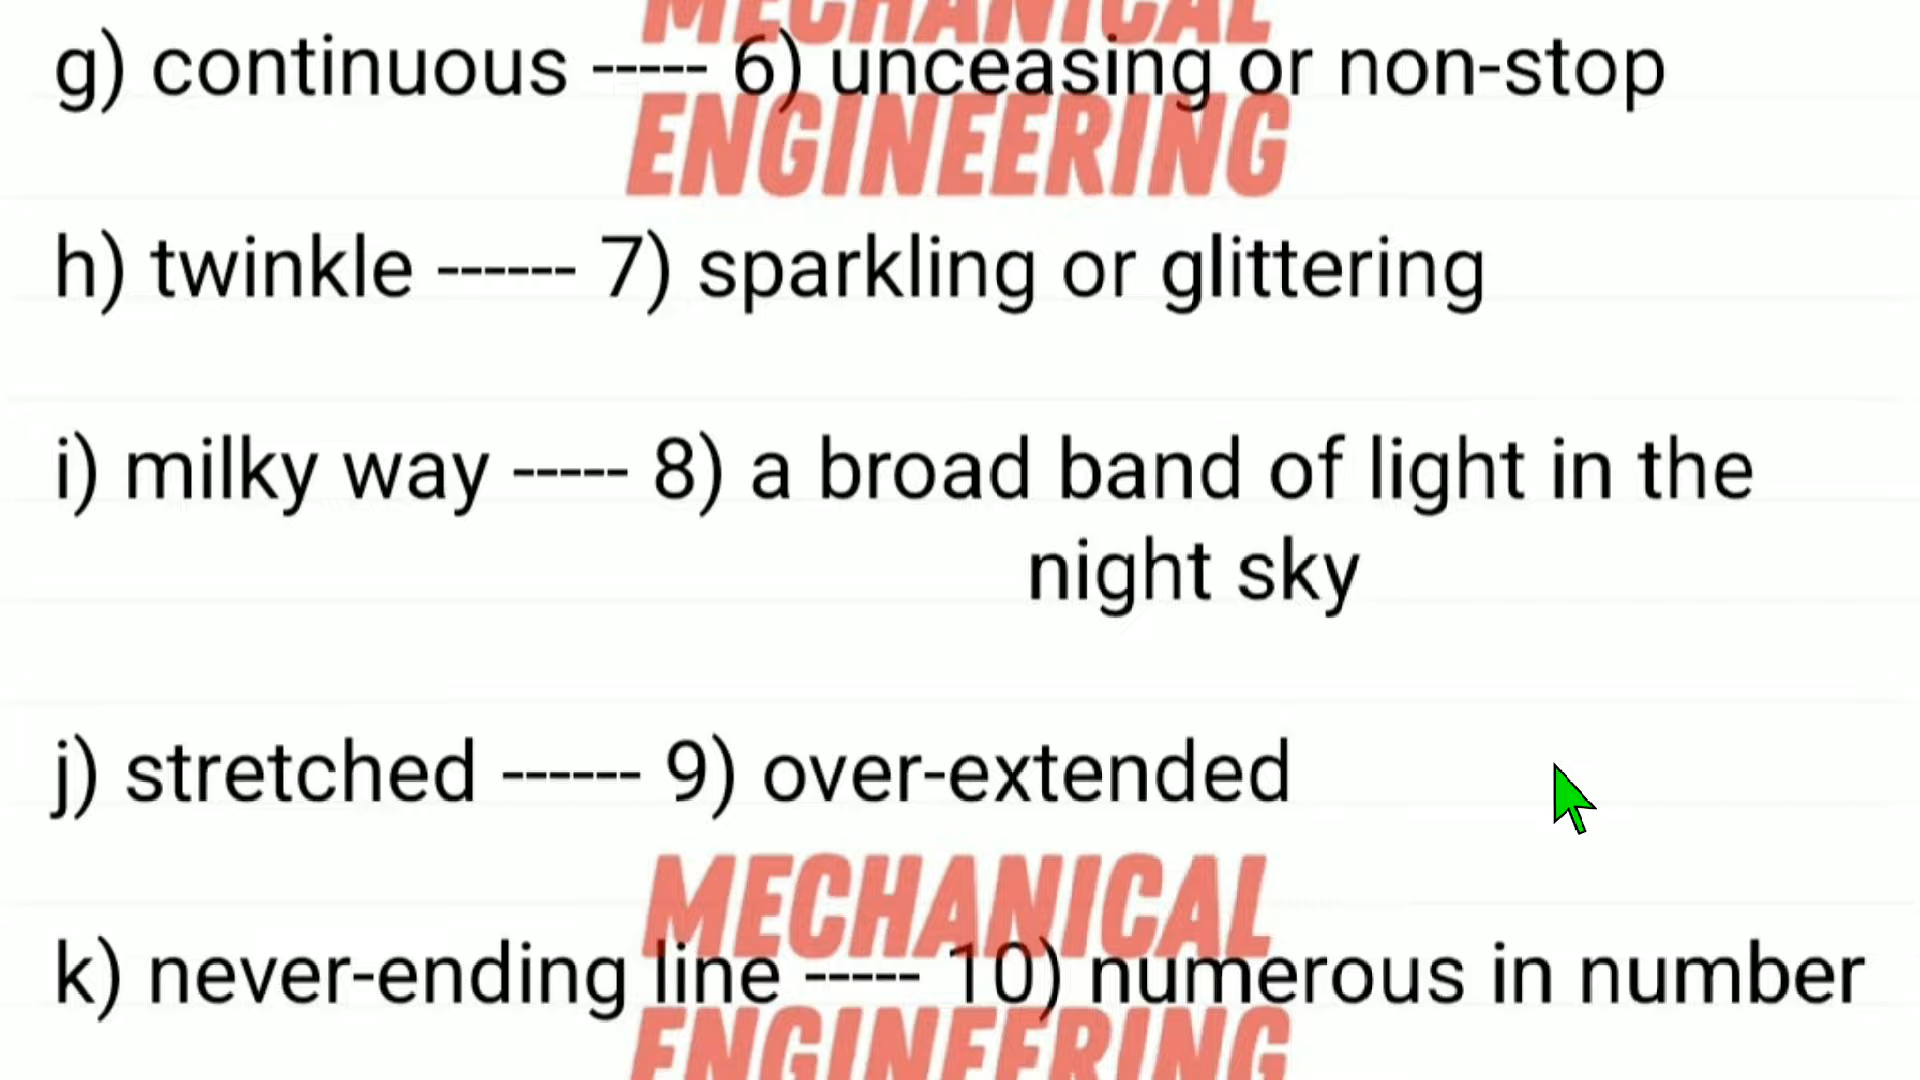 MECHANICAL
g) continuous ----- 6) unceasing or non-stop
ENGINEERING
h) twinkle ------ 7) sparkling or glittering
i) milky way ----- 8) a broad band of light in the
night sky
j) stretched ------ 9) over-extended
MECHANICAL
k) never-ending line ----- 10) numerous in number
ENGINEERING